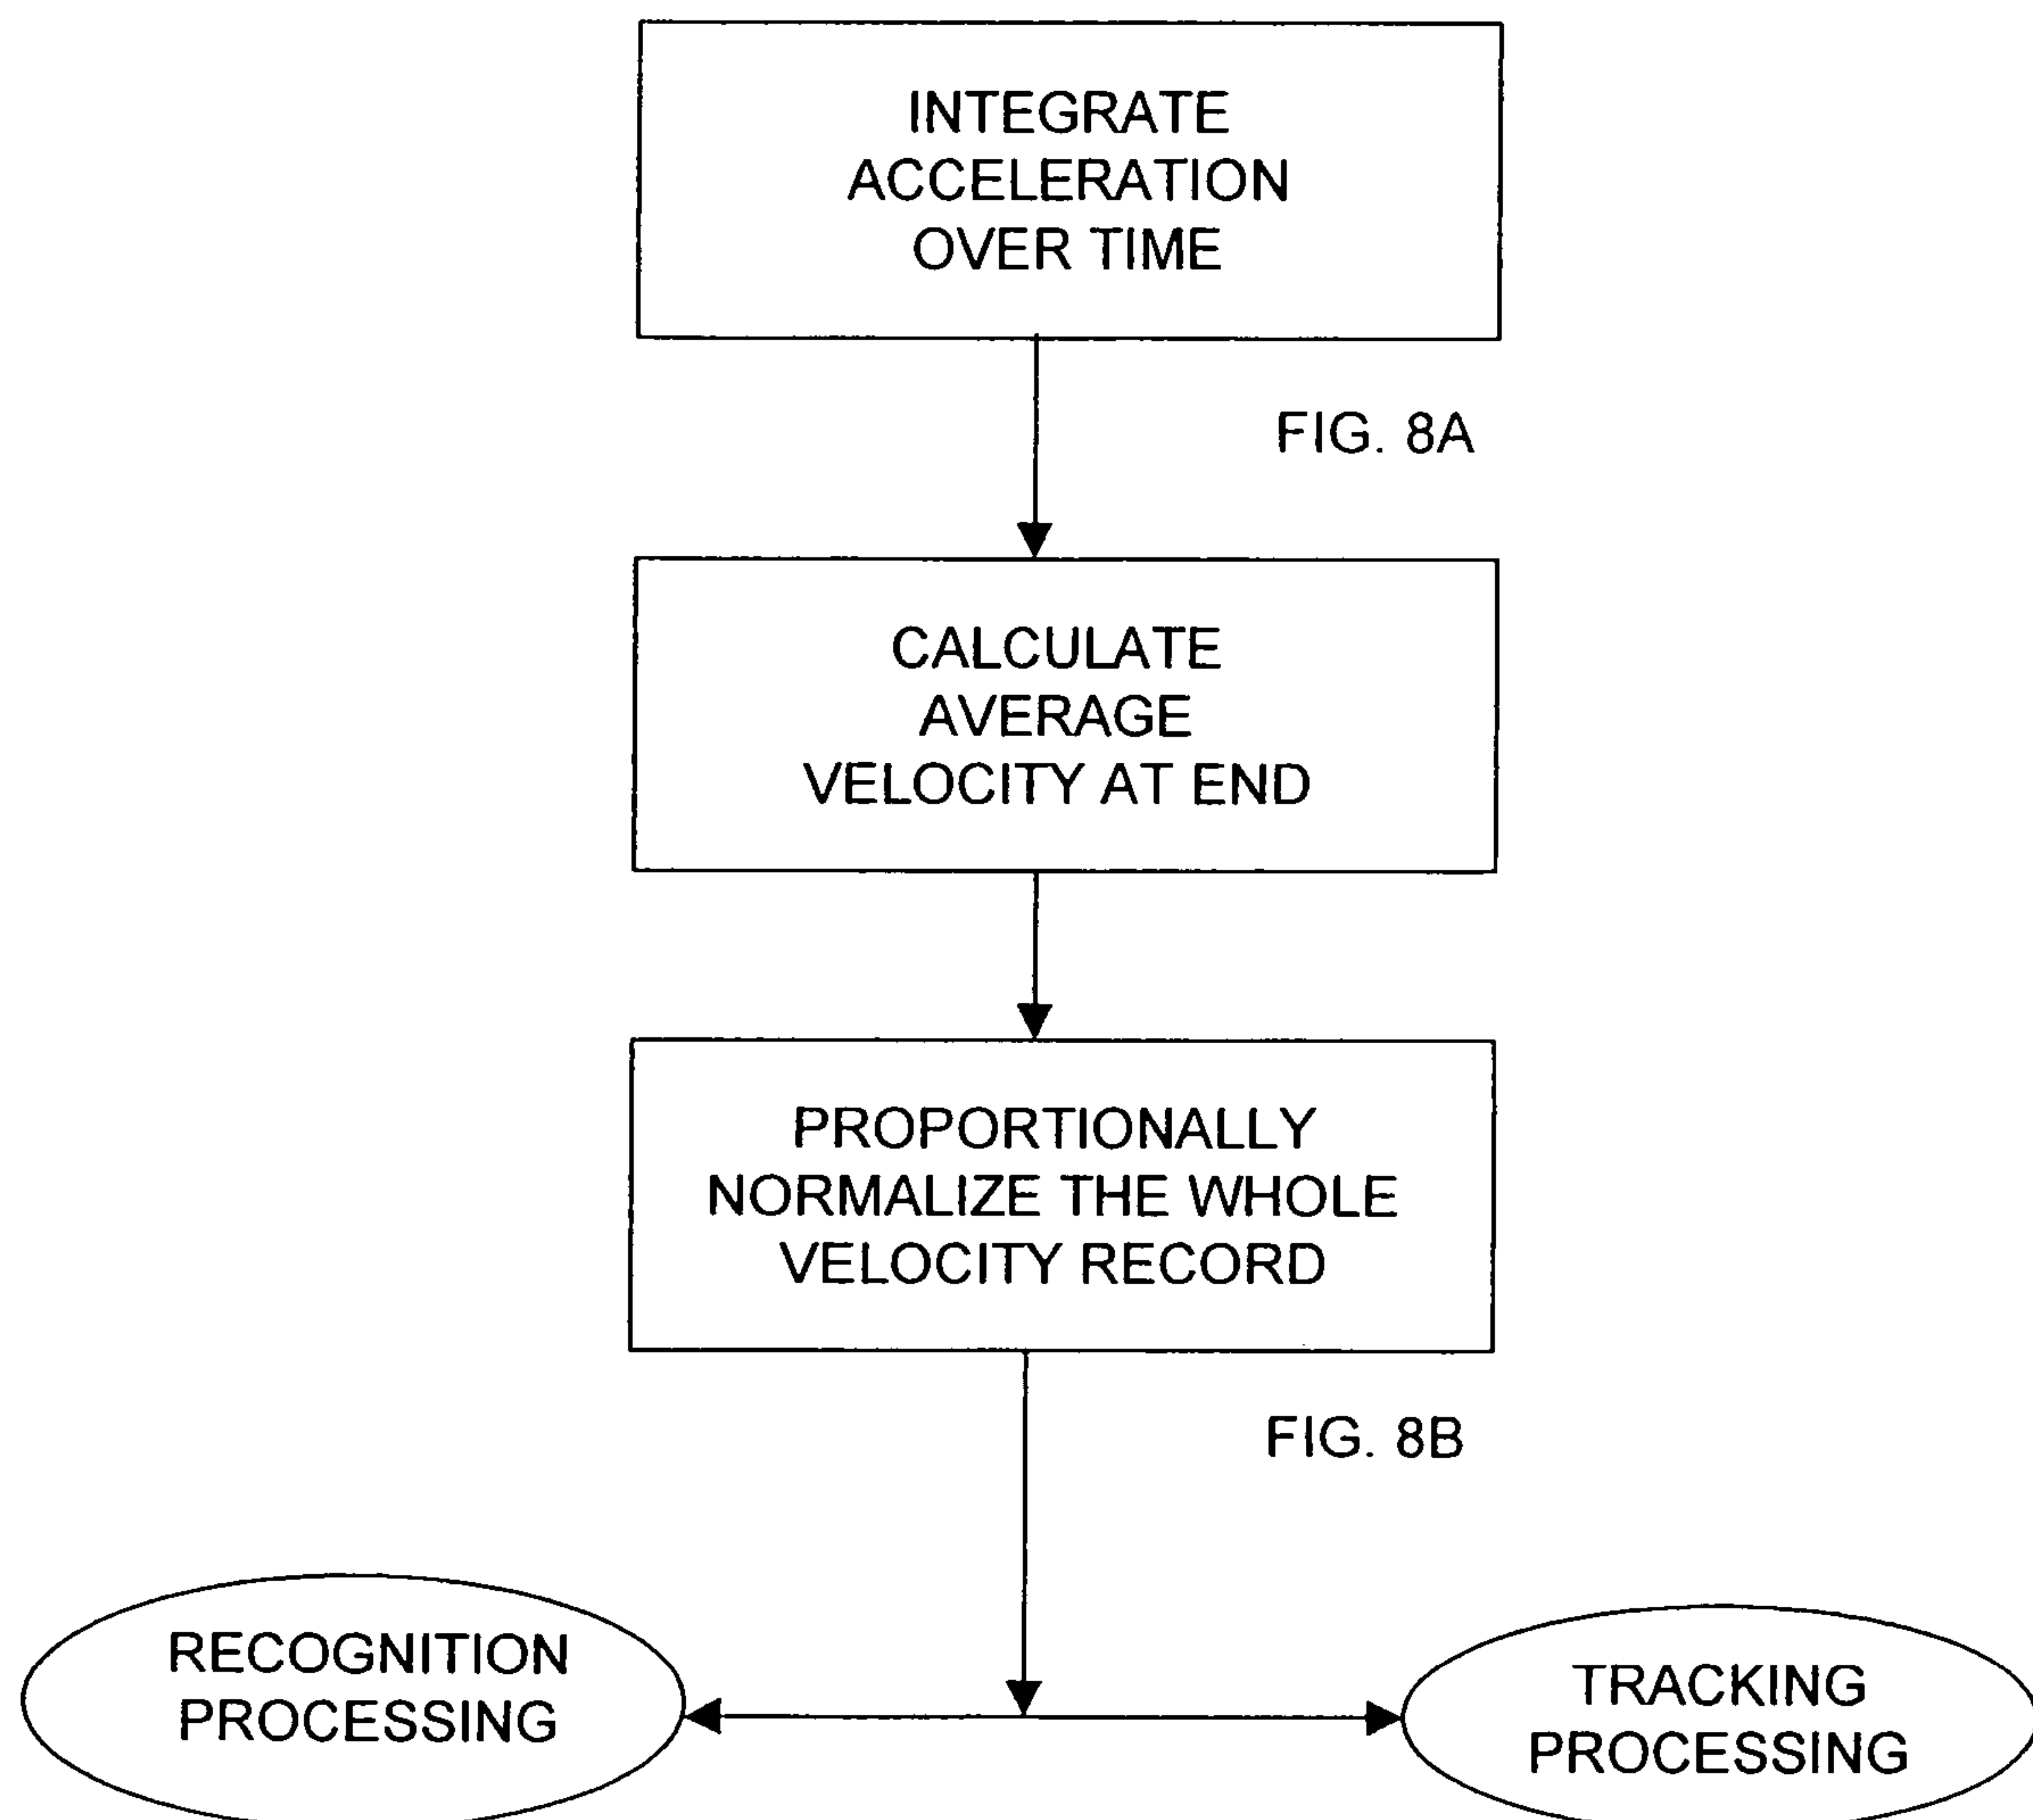 INTEGRATE
ACCELERATION
OVER TIME
FIG. 8A
CALCULATE
AVERAGE
VELOCITY AT END
PROPORTIONALLY
NORMALIZE THE WHOLE
VELOCITY RECORD
FIG. 8B
RECOGNITION
PROCESSING
TRACKING
PROCESSING